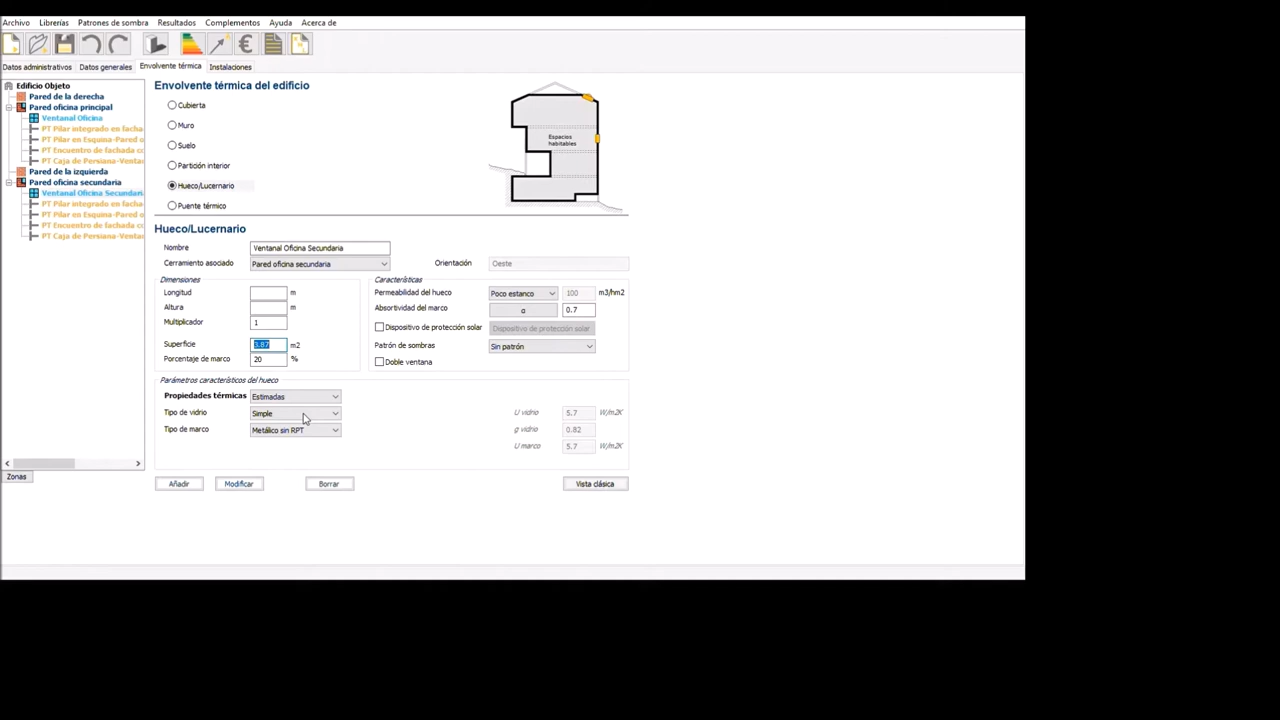 Archivo Librerías Patrones de sombra Resultados Complementos Ayuda Acerca de
Datos administrativos Datos generales Envolvente térmica Instalaciones
Edificio Objeto
Pared de la derecha
Pared oficina principal
Ventanal Oficina
PT Pilar integrado en facha
PT Pilar en Esquina-Pared o
PT Encuentro de fachada co
PT Caja de Persiana-Venta
Pared de la izquierda
Pared oficina secundaria
Ventanal Oficina Secundari
PT Pilar integrado en facha
PT Pilar en Esquina-Pared o
PT Encuentro de fachada co
PT Caja de Persiana-Venta
Zonas
Envolvente térmica del edificio
Cubierta
Muro
Suelo
Partición interior
Hueco/Lucernario
Puente térmico
Espacios
habitables
Hueco/Lucernario
Nombre Ventanal Oficina Secundaria
Cerramiento asociado Pared oficina secundaria Orientación Oeste
Dimensiones
Longitud m
Altura m
Multiplicador 1
Superficie 3.87 m2
Porcentaje de marco 20 %
Características
Permeabilidad del hueco Poco estanco 100 m3/hm2
Absortividad del marco α 0.7
Dispositivo de protección solar Dispositivo de protección solar
Patrón de sombras Sin patrón
Doble ventana
Parámetros característicos del hueco
Propiedades térmicas Estimadas
Tipo de vidrio Simple U vidrio 5.7 W/m2K
Tipo de marco Metálico sin RPT g vidrio 0.82
U marco 5.7 W/m2K
Añadir Modificar Borrar Vista clásica